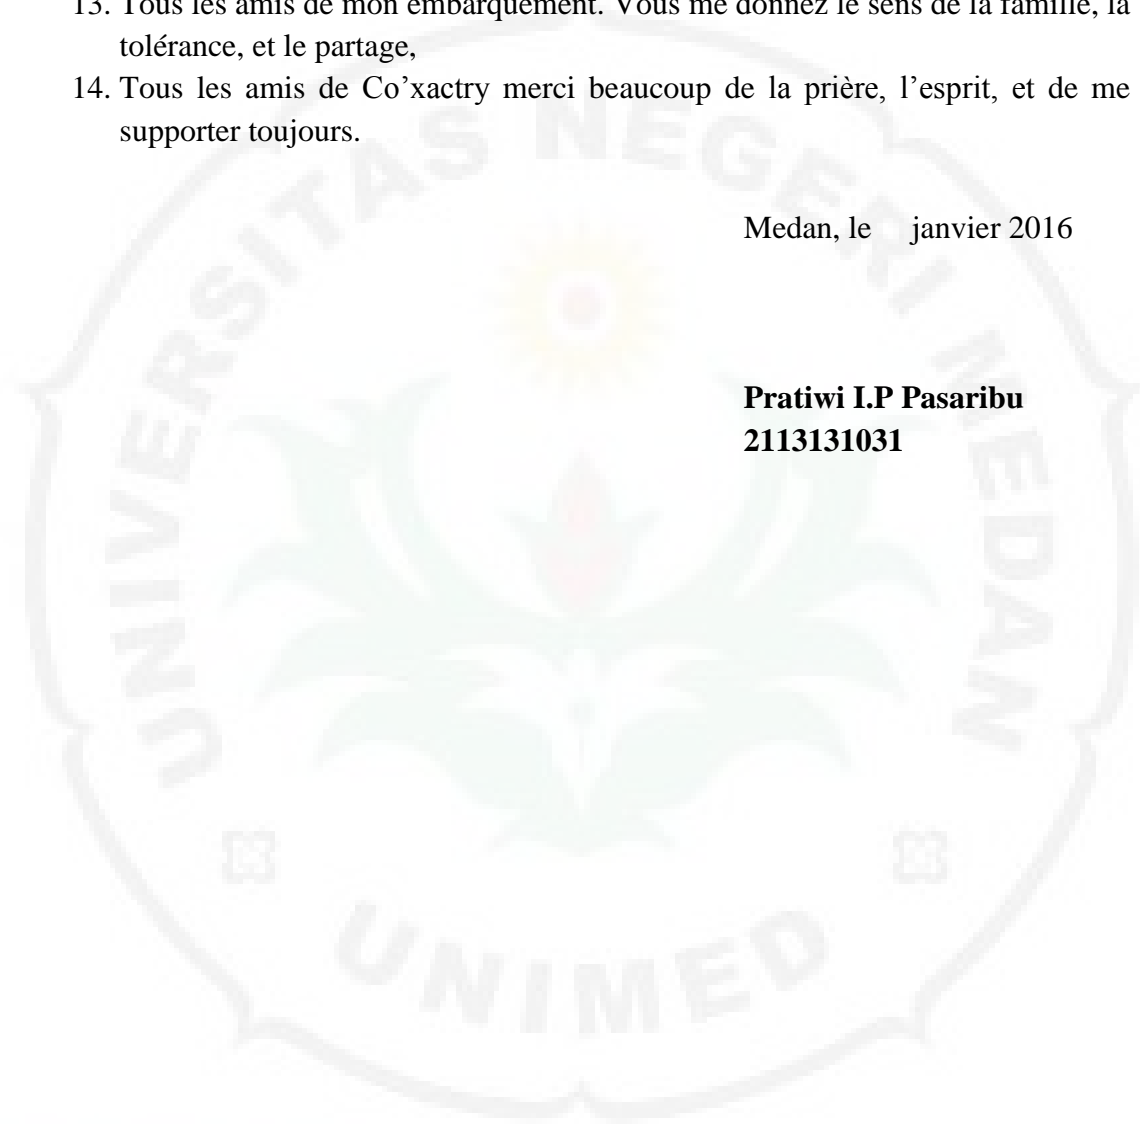 13. Tous les amis de mon embarquement. Vous me donnez le sens de la famille, la
tolérance, et le partage,
14. Tous les amis de Co’xactry merci beaucoup de la prière, l’esprit, et de me
supporter toujours.
Medan, le janvier 2016
Pratiwi I.P Pasaribu
2113131031
UNIVERSITAS NEGERI MEDAN
UNIMED